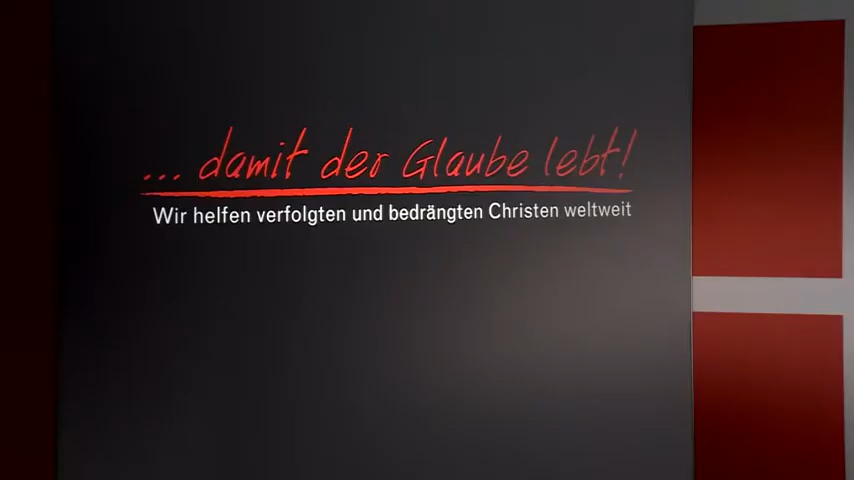 ... damit der Glaube lebt!
Wir helfen verfolgten und bedrängten Christen weltweit